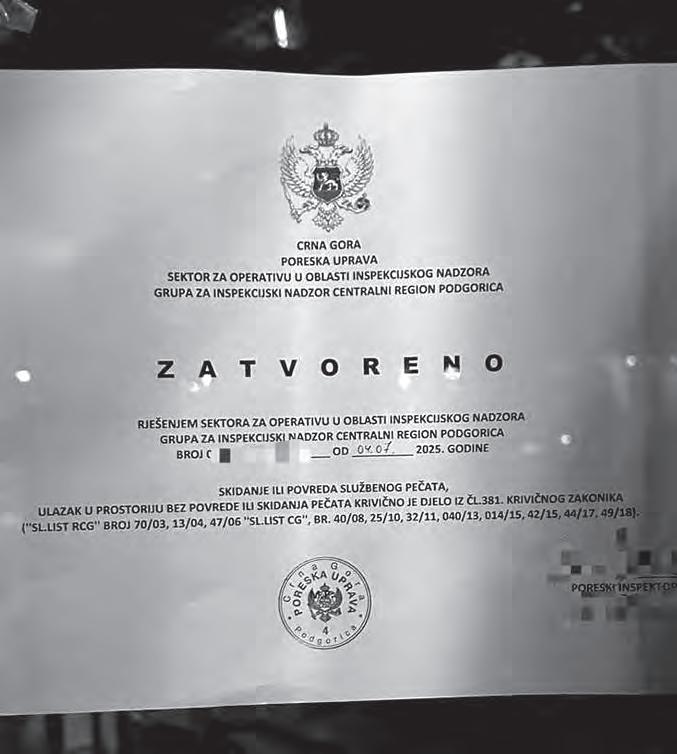 CRNA GORA
PORESKA UPRAVA
SEKTOR ZA OPERATIVU U OBLASTI INSPEKCIJSKOG NADZORA
GRUPA ZA INSPEKCIJSKI NADZOR CENTRALNI REGION PODGORICA
Z A T V O R E N O
RJEŠENJEM SEKTORA ZA OPERATIVU U OBLASTI INSPEKCIJSKOG NADZORA
GRUPA ZA INSPEKCIJSKI NADZOR CENTRALNI REGION PODGORICA
BROJ OD 04.07. 2025. GODINE
SKIDANJE ILI POVREDA SLUŽBENOG PEČATA,
ULAZAK U PROSTORIJU BEZ POVREDE ILI SKIDANJA PEČATA KRIVIČNO JE DJELO IZ ČL.381. KRIVIČNOG ZAKONIKA
("SL.LIST RCG" BROJ 70/03, 13/04, 47/06 "SL.LIST CG", BR. 40/08, 25/10, 32/11, 040/13, 014/15, 42/15, 44/17, 49/18).
PORESKI INSPEKTOR
Crna Gora
PORESKA UPRAVA
4
Podgorica